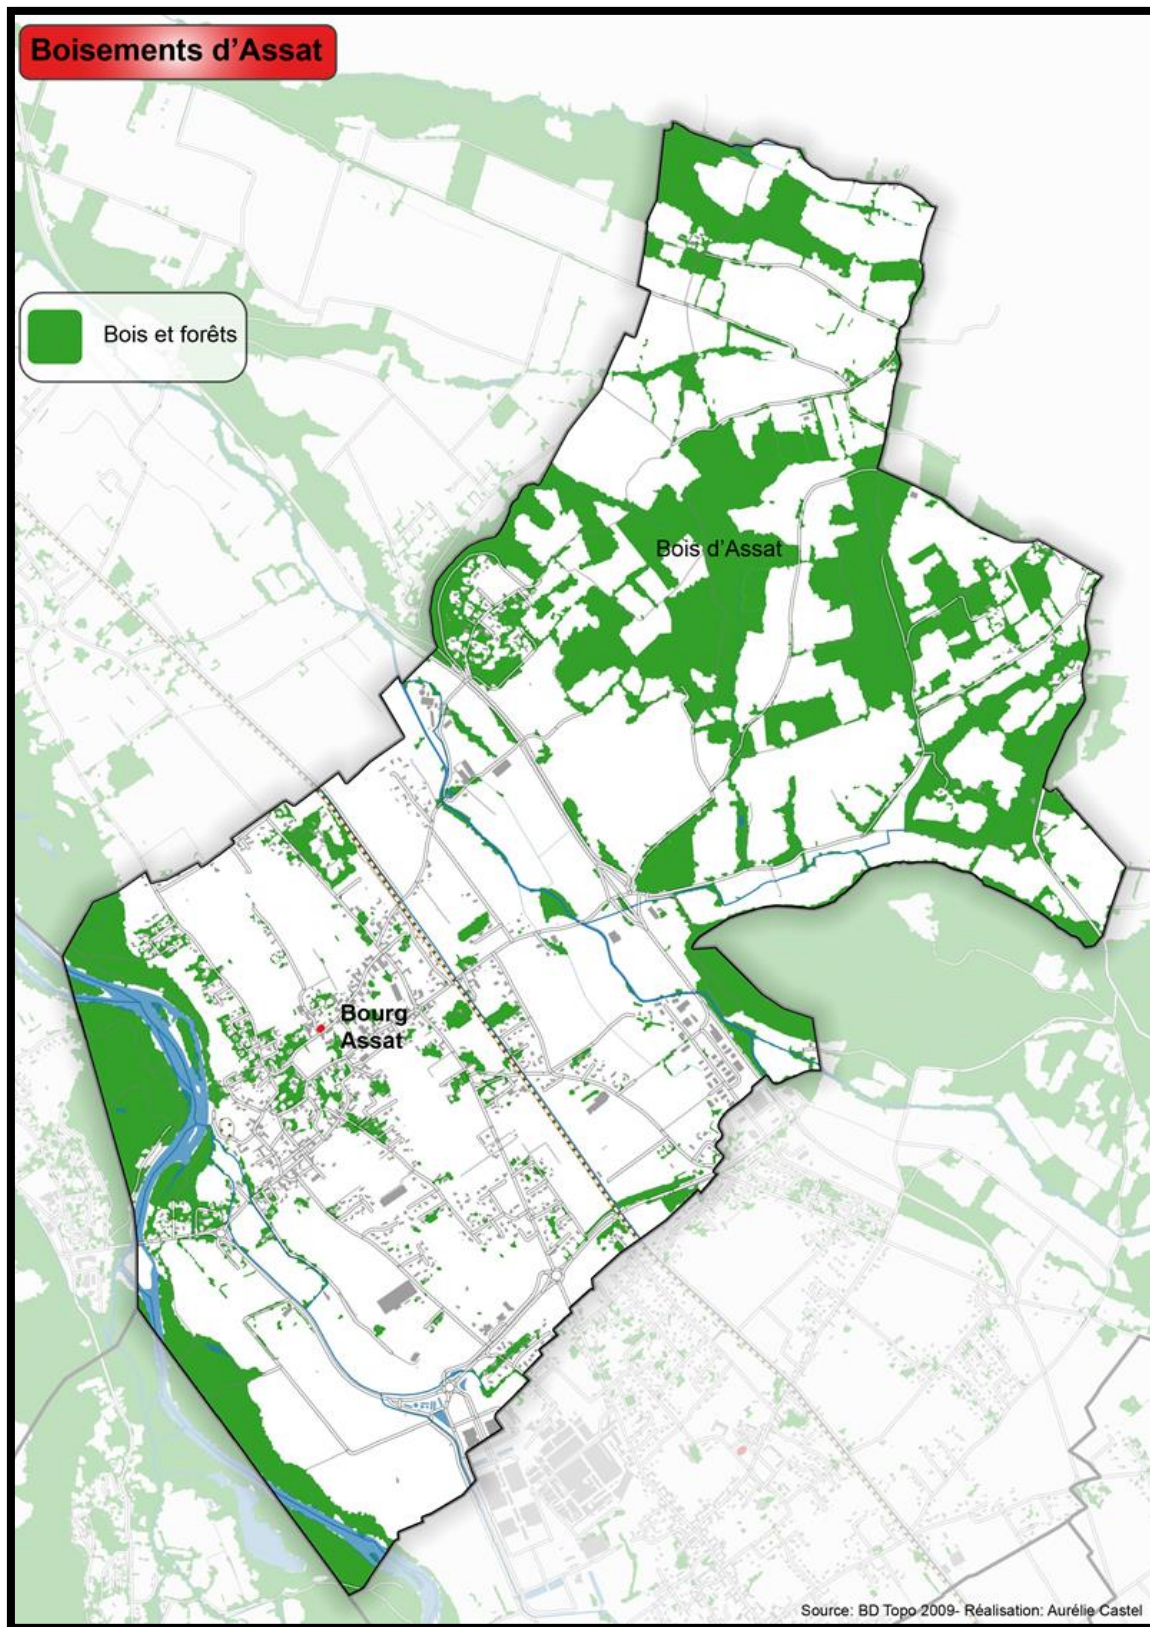 Boisements d'Assat
Bois et forêts
Bois d'Assat
Bourg
Assat
Source: BD Topo 2009- Réalisation: Aurélie Castel